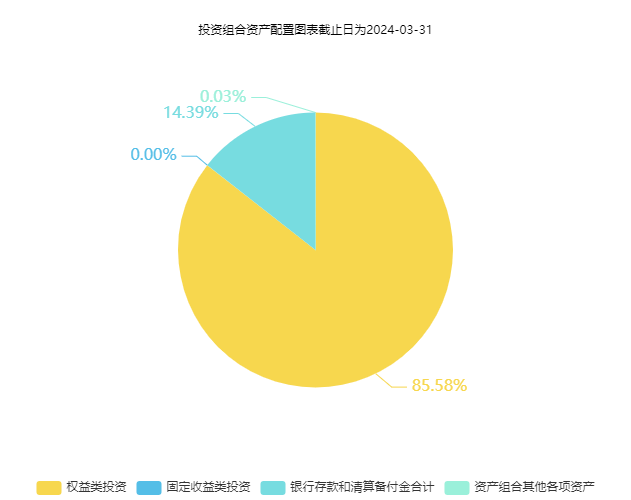 投资组合资产配置图表截止日为2024-03-31
0.03%
14.39%
0.00%
85.58%
权益类投资 固定收益类投资 银行存款和清算备付金合计 资产组合其他各项资产